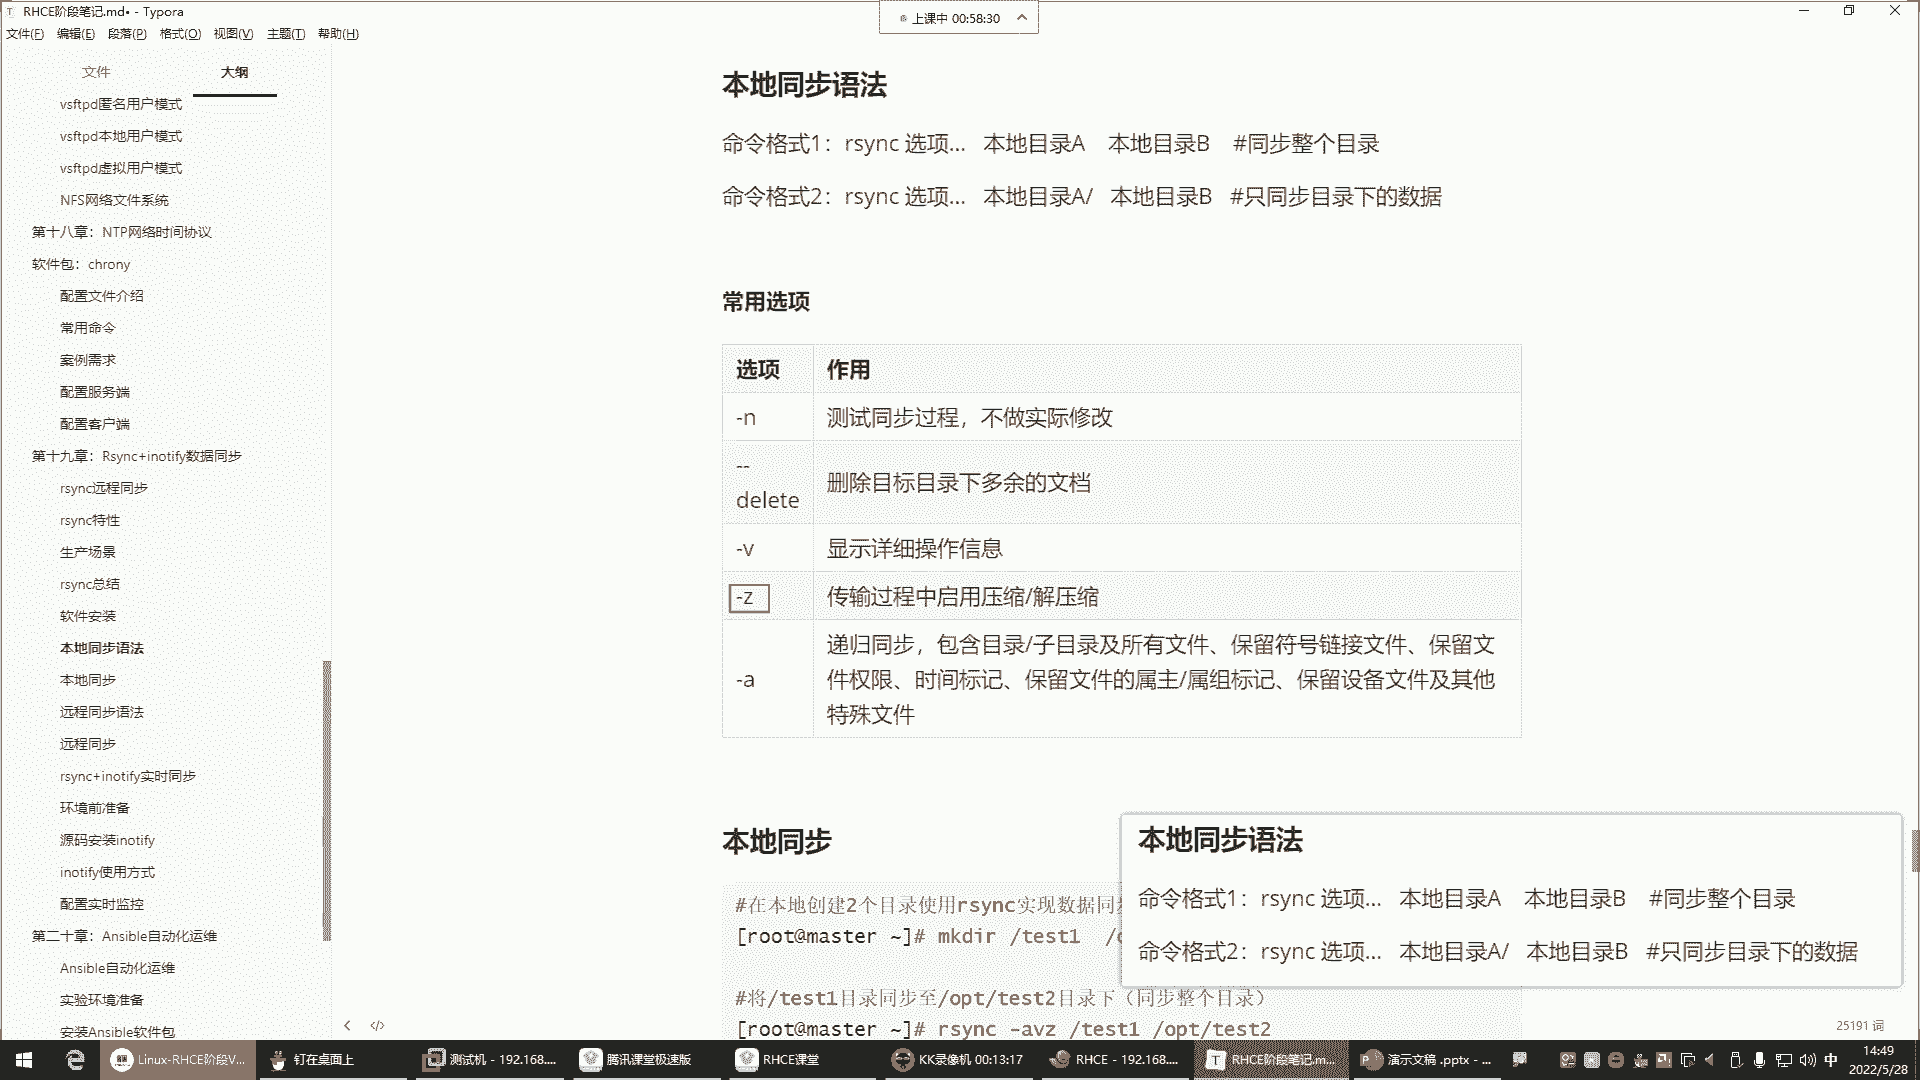 RHCE阶段笔记.md• - Typora
上课中 00:58:30
文件(F) 编辑(E) 段落(P) 格式(O) 视图(V) 主题(T) 帮助(H)
文件 大纲
vsftpd匿名用户模式
vsftpd本地用户模式
vsftpd虚拟用户模式
NFS网络文件系统
第十八章：NTP网络时间协议
软件包：chrony
配置文件介绍
常用命令
案例需求
配置服务端
配置客户端
第十九章：Rsync+inotify数据同步
rsync远程同步
rsync特性
生产场景
rsync总结
软件安装
本地同步语法
本地同步
远程同步语法
远程同步
rsync+inotify实时同步
环境前准备
源码安装inotify
inotify使用方式
配置实时监控
第二十章：Ansible自动化运维
Ansible自动化运维
实验环境准备
安装Ansible软件包
本地同步语法
命令格式1：rsync 选项... 本地目录A 本地目录B #同步整个目录
命令格式2：rsync 选项... 本地目录A/ 本地目录B #只同步目录下的数据
常用选项
选项 作用
-n 测试同步过程，不做实际修改
--
delete 删除目标目录下多余的文档
-v 显示详细操作信息
-z 传输过程中启用压缩/解压缩
-a 递归同步，包含目录/子目录及所有文件、保留符号链接文件、保留文
件权限、时间标记、保留文件的属主/属组标记、保留设备文件及其他
特殊文件
本地同步
#在本地创建2个目录使用rsync实现数据同
[root@master ~]# mkdir /test1
#将/test1目录同步至/opt/test2目录下（同步整个目录）
[root@master ~]# rsync -avz /test1 /opt/test2
本地同步语法
命令格式1：rsync 选项... 本地目录A 本地目录B #同步整个目录
命令格式2：rsync 选项... 本地目录A/ 本地目录B #只同步目录下的数据
25191 词
Linux-RHCE阶段V... 钉在桌面上 测试机 - 192.168.... 腾讯课堂极速版 RHCE课堂 KK录像机 00:13:17 RHCE - 192.168.... RHCE阶段笔记.m... 演示文稿 .pptx - ... 中
14:49
2022/5/28